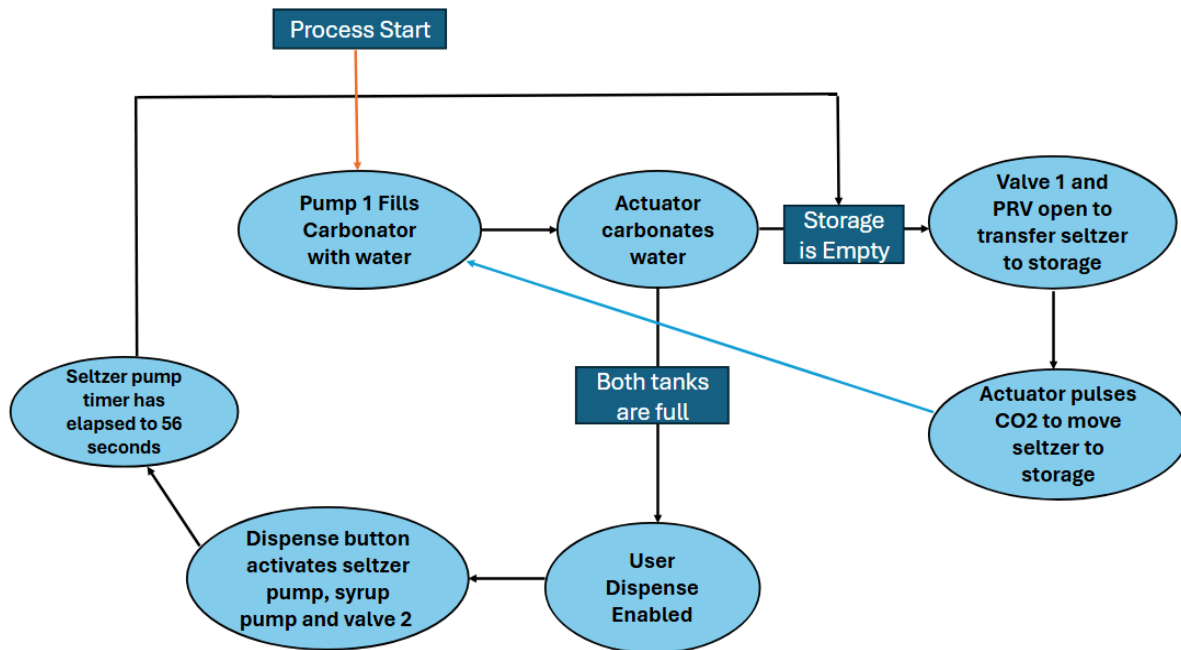 Process Start
Pump 1 Fills
Carbonator
with water
Actuator
carbonates
water
Storage
is Empty
Valve 1 and
PRV open to
transfer seltzer
to storage
Actuator pulses
CO2 to move
seltzer to
storage
Both tanks
are full
Seltzer pump
timer has
elapsed to 56
seconds
Dispense button
activates seltzer
pump, syrup
pump and valve 2
User
Dispense
Enabled